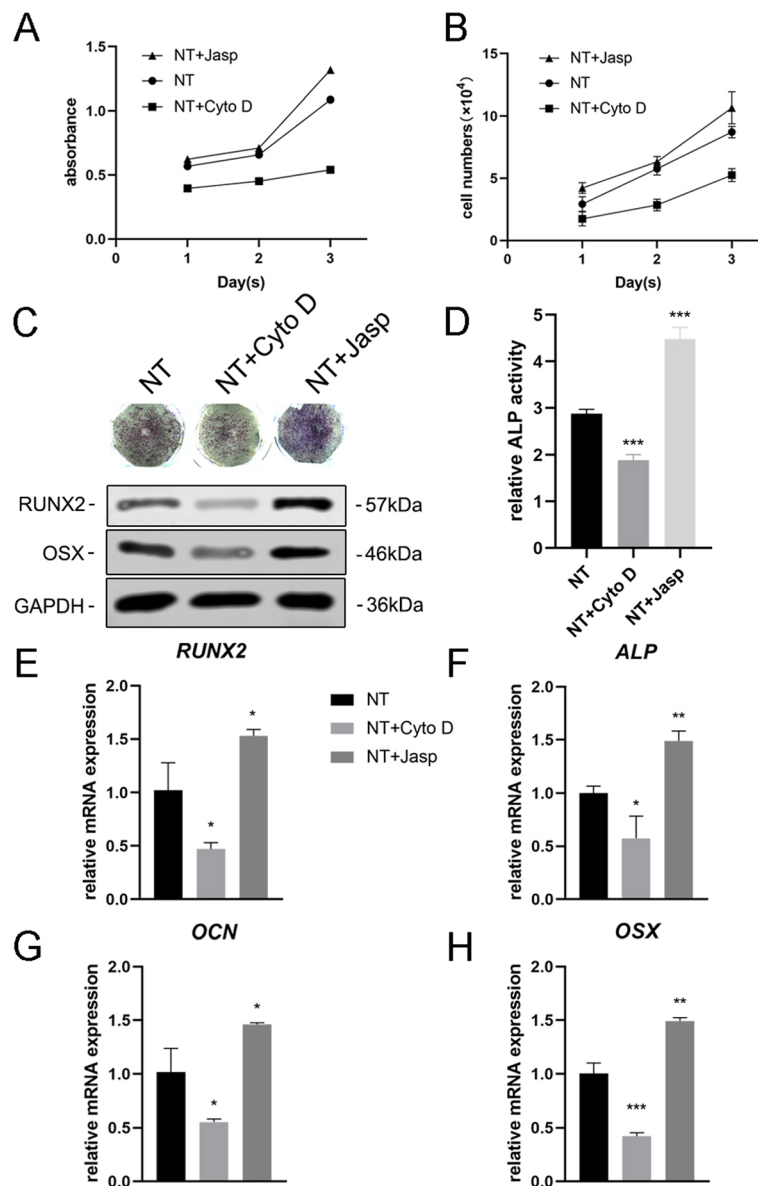 A
1.5
1.0
0.5
0.0
absorbance
NT+Jasp
NT
NT+Cyto D
0 1 2 3
Day(s)
B
15
10
5
0
cell numbers (×10⁴)
NT+Jasp
NT
NT+Cyto D
0 1 2 3
Day(s)
C
NT
NT+Cyto D
NT+Jasp
RUNX2- -57kDa
OSX- -46kDa
GAPDH- -36kDa
D
5
4
3
2
1
0
relative ALP activity
***
***
NT
NT+Cyto D
NT+Jasp
E
RUNX2
2.0
1.5
1.0
0.5
0.0
relative mRNA expression
*
*
NT
NT+Cyto D
NT+Jasp
F
ALP
2.0
1.5
1.0
0.5
0.0
relative mRNA expression
*
**
G
OCN
2.0
1.5
1.0
0.5
0.0
relative mRNA expression
*
*
H
OSX
2.0
1.5
1.0
0.5
0.0
relative mRNA expression
***
**